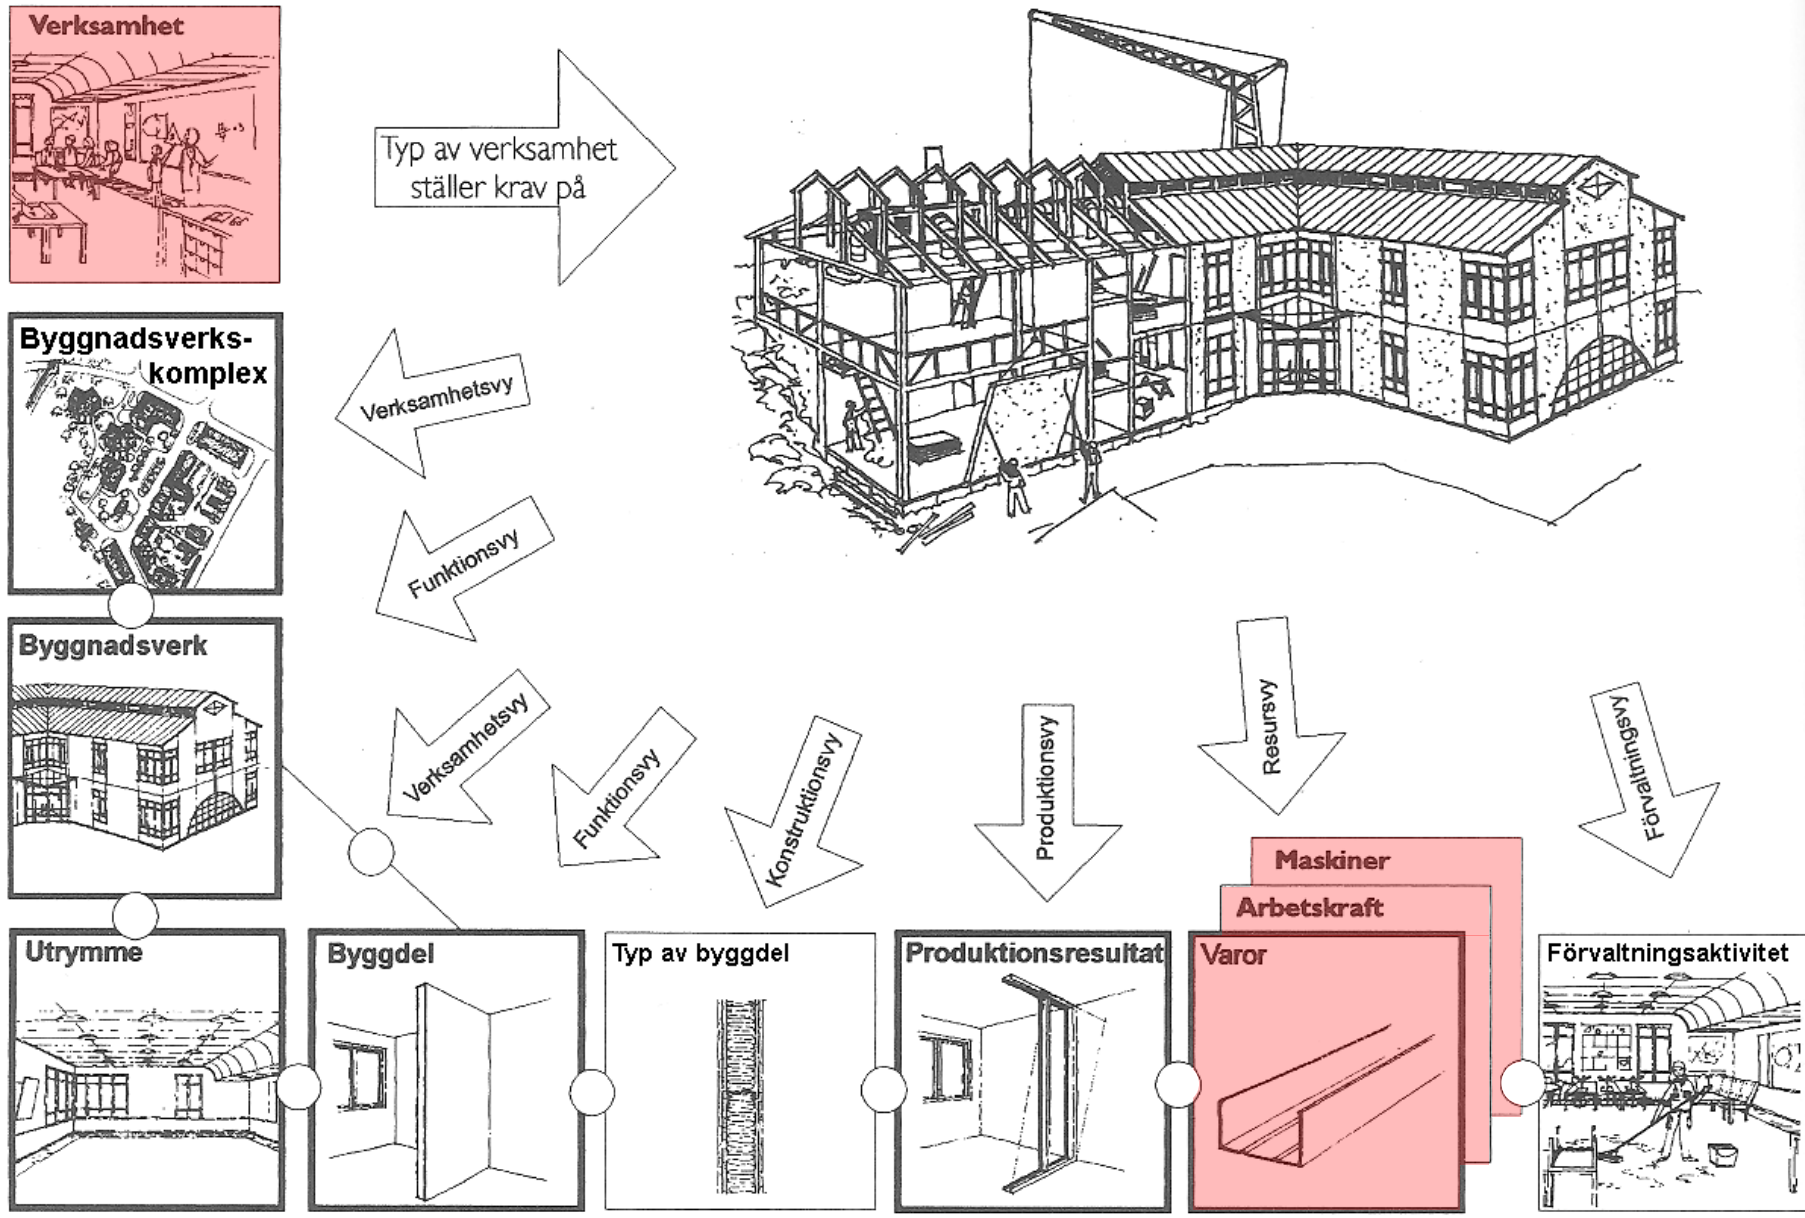 Verksamhet
Typ av verksamhet
ställer krav på
Byggnadsverks-
komplex
Verksamhetsvy
Funktionsvy
Byggnadsverk
Verksamhetsvy
Funktionsvy
Konstruktionsvy
Produktionsvy
Resursvy
Förvaltningsvy
Maskiner
Arbetskraft
Utrymme
Byggdel
Typ av byggdel
Produktionsresultat
Varor
Förvaltningsaktivitet